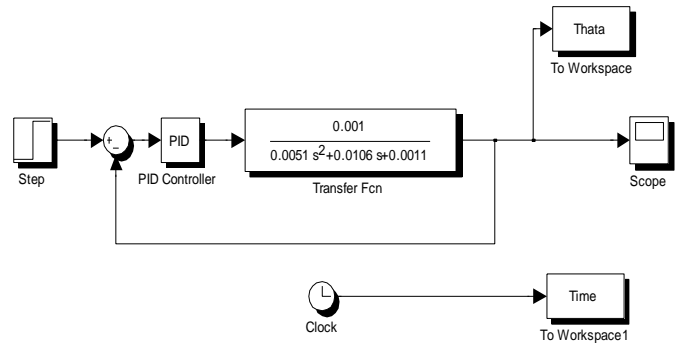 Thata
To Workspace
+
−
PID
0.001
0.0051 s2+0.0106 s+0.0011
Step
PID Controller
Transfer Fcn
Scope
Time
Clock
To Workspace1